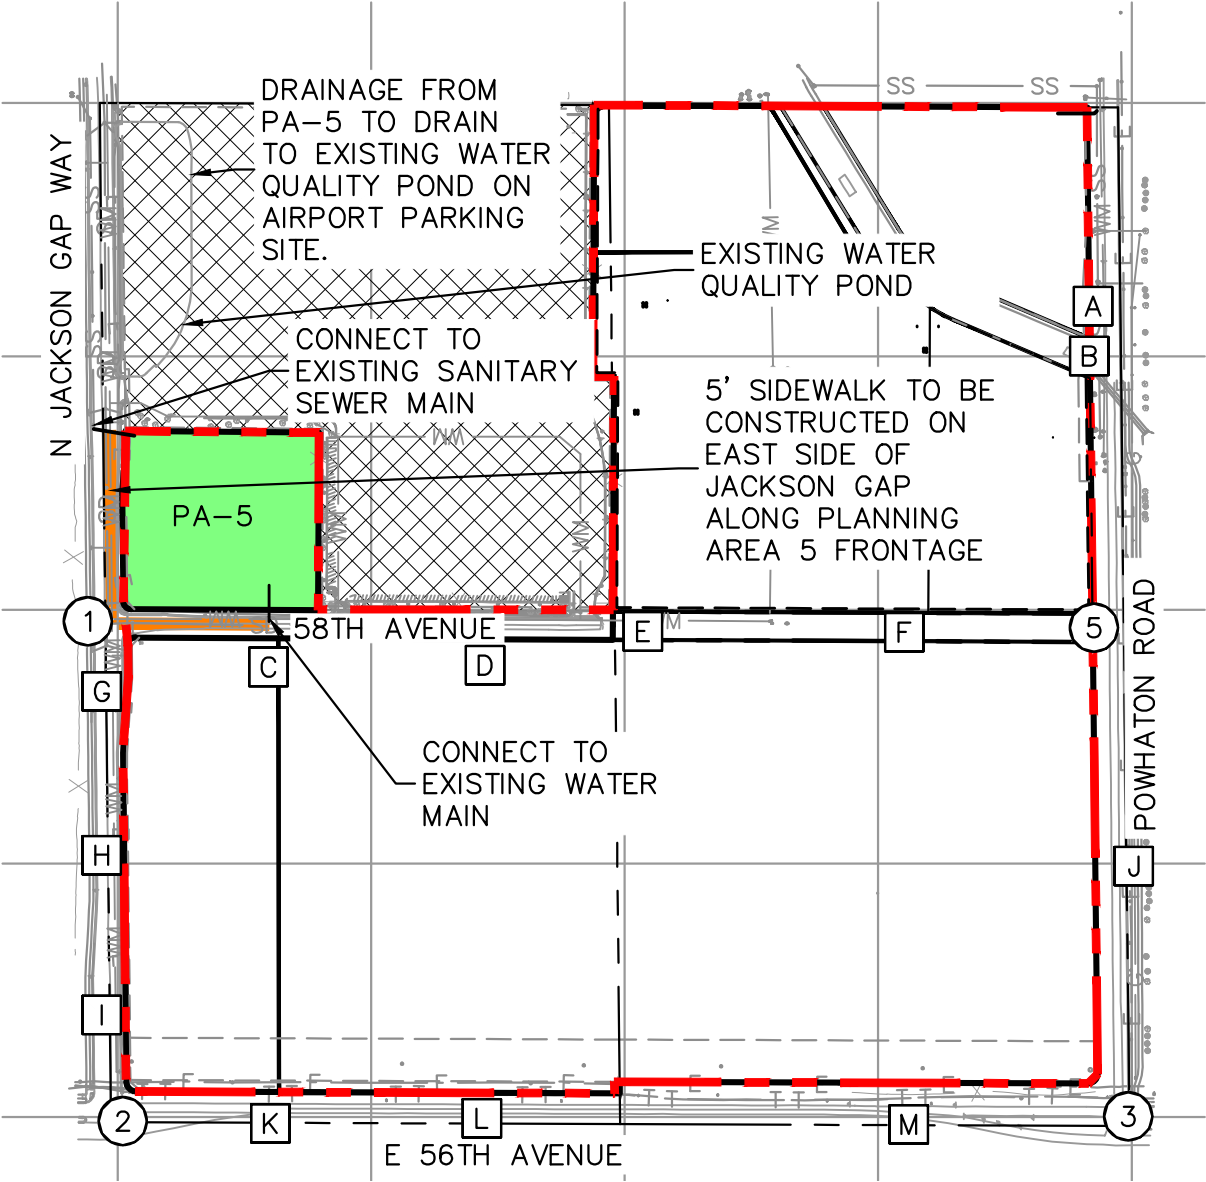 DRAINAGE FROM
PA-5 TO DRAIN
TO EXISTING WATER
QUALITY POND ON
AIRPORT PARKING
SITE.
SS
SS
N JACKSON GAP WAY
EXISTING WATER
QUALITY POND
CONNECT TO
EXISTING SANITARY
SEWER MAIN
A
B
5' SIDEWALK TO BE
CONSTRUCTED ON
EAST SIDE OF
JACKSON GAP
ALONG PLANNING
AREA 5 FRONTAGE
PA-5
1
58TH AVENUE
E
F
5
C
D
G
POWHATON ROAD
CONNECT TO
EXISTING WATER
MAIN
H
J
I
2
K
L
M
3
E 56TH AVENUE